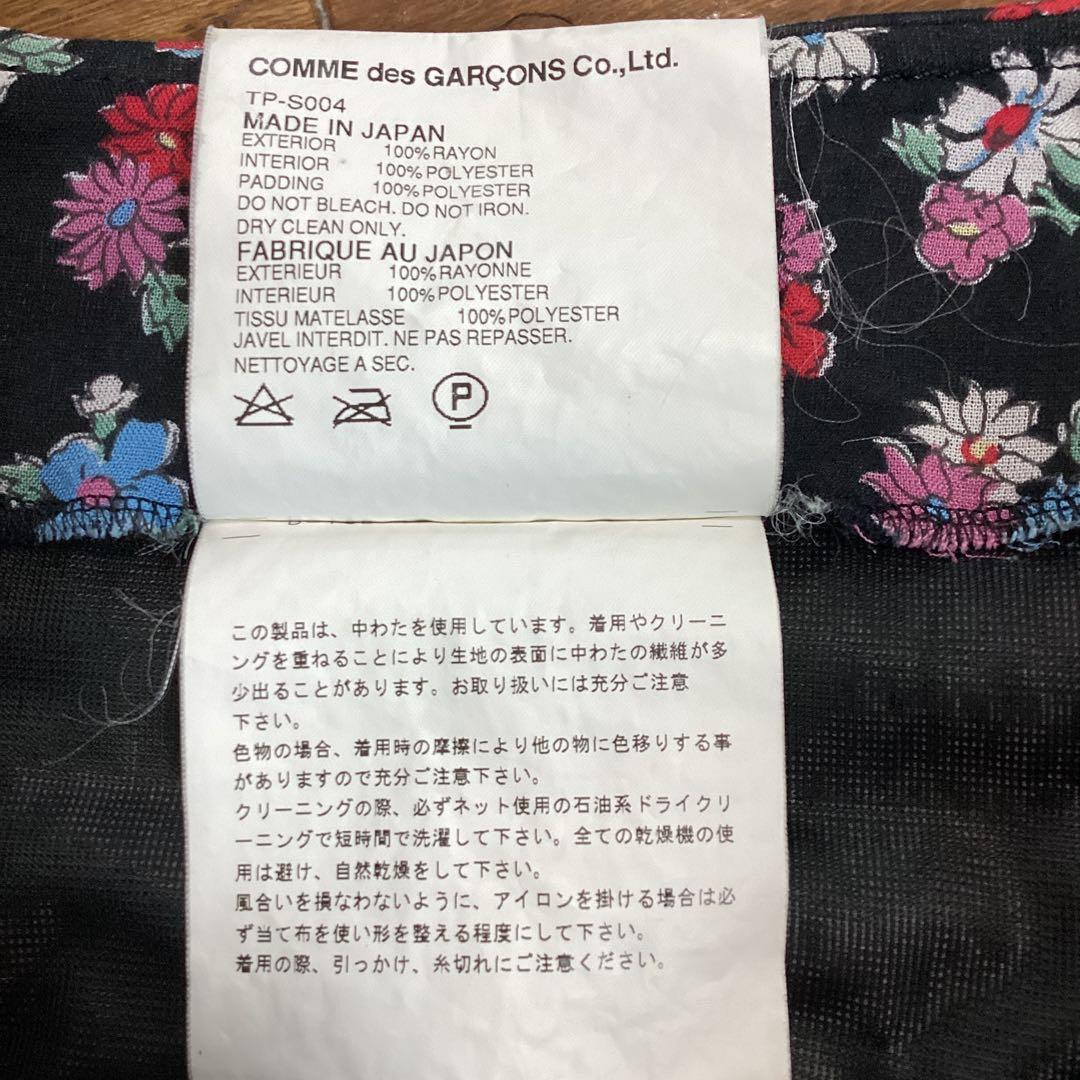 COMME des GARÇONS Co.,Ltd.
TP-S004
MADE IN JAPAN
EXTERIOR 100% RAYON
INTERIOR 100% POLYESTER
PADDING 100% POLYESTER
DO NOT BLEACH. DO NOT IRON.
DRY CLEAN ONLY.
FABRIQUE AU JAPON
EXTERIEUR 100% RAYONNE
INTERIEUR 100% POLYESTER
TISSU MATELASSE 100% POLYESTER
JAVEL INTERDIT. NE PAS REPASSER.
NETTOYAGE A SEC.
P
この製品は、中わたを使用しています。着用やクリーニ
ングを重ねることにより生地の表面に中わたの繊維が多
少出ることがあります。お取り扱いには充分ご注意
下さい。
色物の場合、着用時の摩擦により他の物に色移りする事
がありますので充分ご注意下さい。
クリーニングの際、必ずネット使用の石油系ドライクリ
ーニングで短時間で洗濯して下さい。全ての乾燥機の使
用は避け、自然乾燥をして下さい。
風合いを損なわないように、アイロンを掛ける場合は必
ず当て布を使い形を整える程度にして下さい。
着用の際、引っかけ、糸切れにご注意ください。